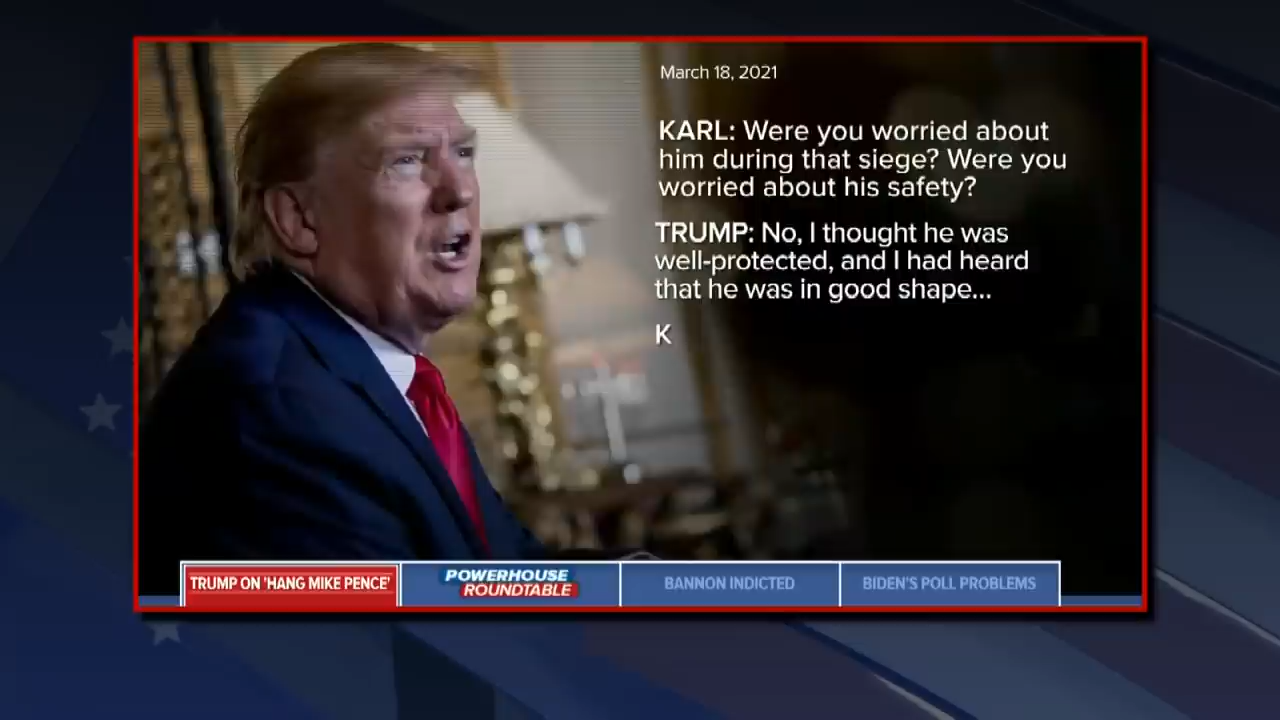 March 18, 2021
KARL: Were you worried about
him during that siege? Were you
worried about his safety?
TRUMP: No, I thought he was
well-protected, and I had heard
that he was in good shape...
K
TRUMP ON 'HANG MIKE PENCE'
POWERHOUSE
ROUNDTABLE
BANNON INDICTED
BIDEN'S POLL PROBLEMS